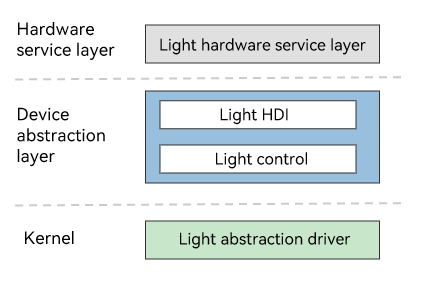 Hardware
service layer
Light hardware service layer
Device
abstraction
layer
Light HDI
Light control
Kernel
Light abstraction driver